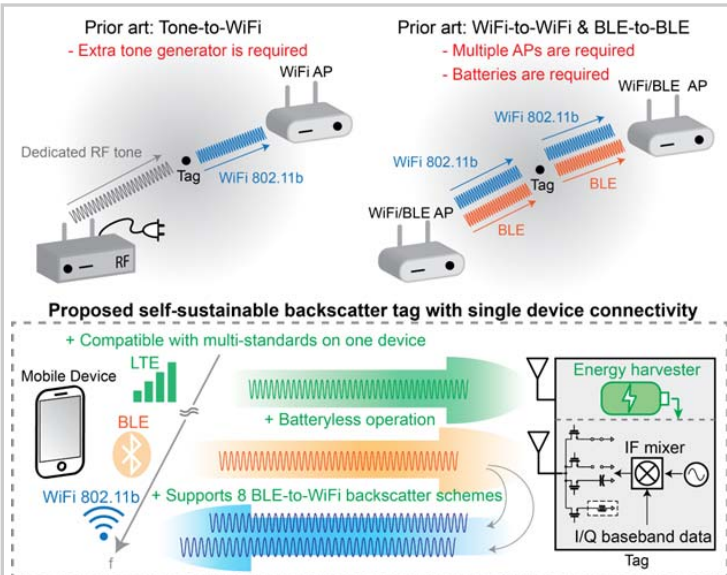 Prior art: Tone-to-WiFi
- Extra tone generator is required
WiFi AP
Dedicated RF tone
Tag
WiFi 802.11b
RF
Prior art: WiFi-to-WiFi & BLE-to-BLE
- Multiple APs are required
- Batteries are required
WiFi/BLE AP
WiFi 802.11b
WiFi 802.11b
Tag
BLE
WiFi/BLE AP
BLE
Proposed self-sustainable backscatter tag with single device connectivity
+ Compatible with multi-standards on one device
Mobile Device
LTE
BLE
WiFi 802.11b
f
+ Batteryless operation
+ Supports 8 BLE-to-WiFi backscatter schemes
Energy harvester
IF mixer
I/Q baseband data
Tag